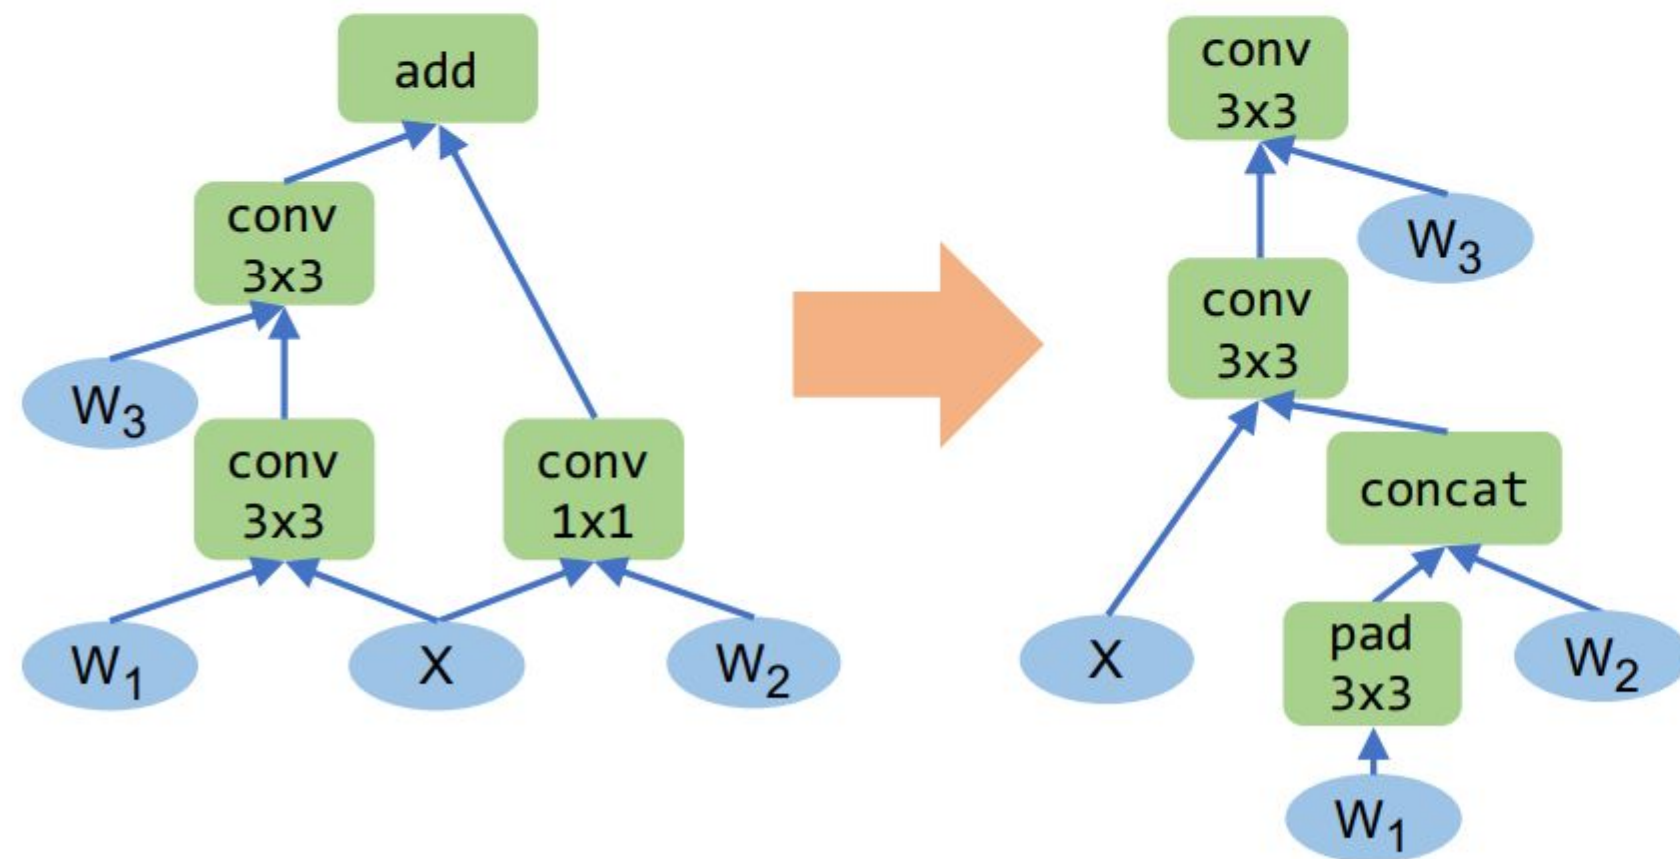 add
conv
3x3
W₃
conv
3x3
conv
1x1
W₁
X
W₂
conv
3x3
W₃
conv
3x3
concat
X
pad
3x3
W₂
W₁